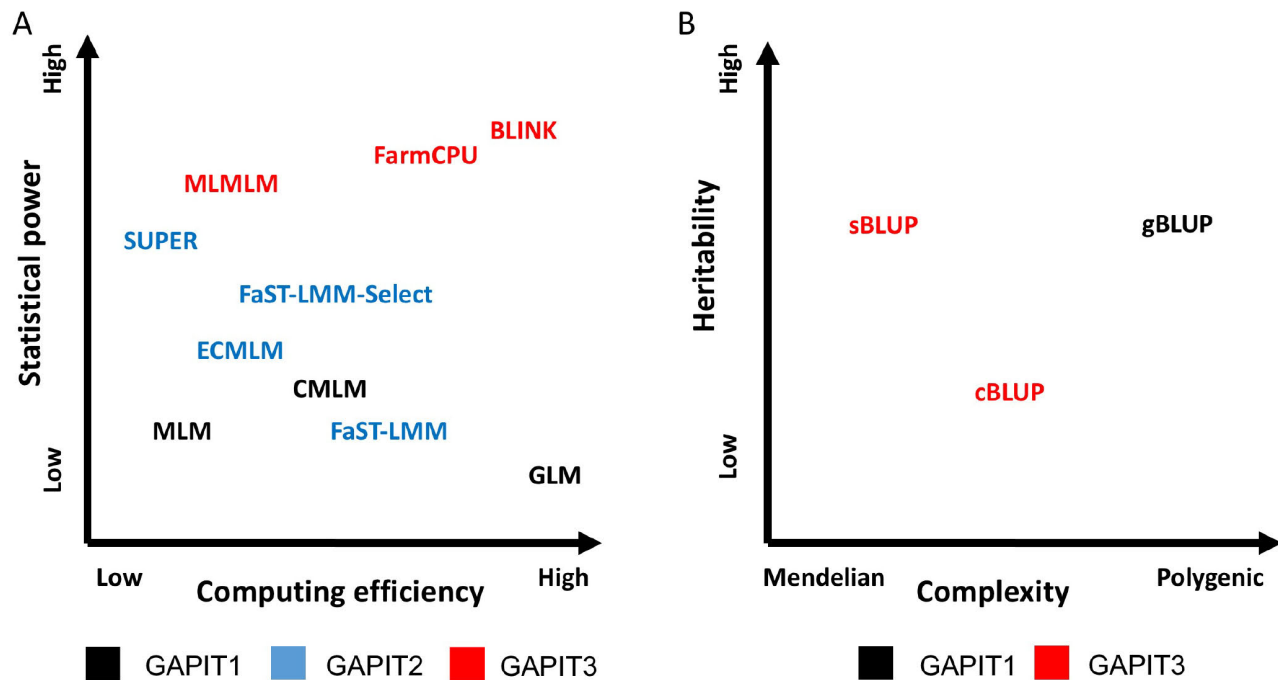 A
High
Statistical power
Low
BLINK
FarmCPU
MLMLM
SUPER
FaST-LMM-Select
ECMLM
CMLM
MLM
FaST-LMM
GLM
Low
Computing efficiency
High
GAPIT1
GAPIT2
GAPIT3
B
High
Heritability
Low
sBLUP
gBLUP
cBLUP
Mendelian
Complexity
Polygenic
GAPIT1
GAPIT3